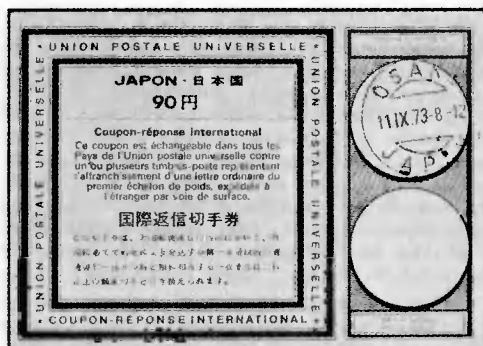 UNION POSTALE UNIVERSELLE
UNION POSTALE UNIVERSELLE
UNION POSTALE UNIVERSELLE
JAPON · 日本国
90円
Coupon-réponse international
Ce coupon est échangeable dans tous les
Pays de l'Union postale universelle contre
un ou plusieurs timbres-poste représentant
l'affranchissement d'une lettre ordinaire du
premier échelon de poids, expédiée à
l'étranger par voie de surface.
国際返信切手券
COUPON-RÉPONSE INTERNATIONAL
OSAKA
11.IX.73.8-12
JAPAN